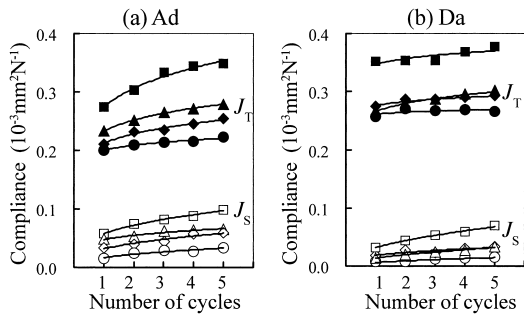 (a) Ad
(b) Da
Compliance (10⁻³mm²N⁻¹)
0.4
0.3
0.2
0.1
0.0
J_T
J_S
1 2 3 4 5
Number of cycles
Compliance (10⁻³mm²N⁻¹)
0.4
0.3
0.2
0.1
0.0
J_T
J_S
1 2 3 4 5
Number of cycles